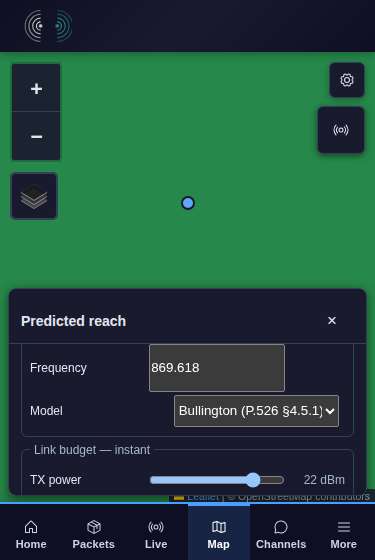 +
−
Predicted reach
×
Frequency
869.618
Model
Bullington (P.526 §4.5.1)
Link budget — instant
TX power
22 dBm
Leaflet | © OpenStreetMap contributors
Home
Packets
Live
Map
Channels
More